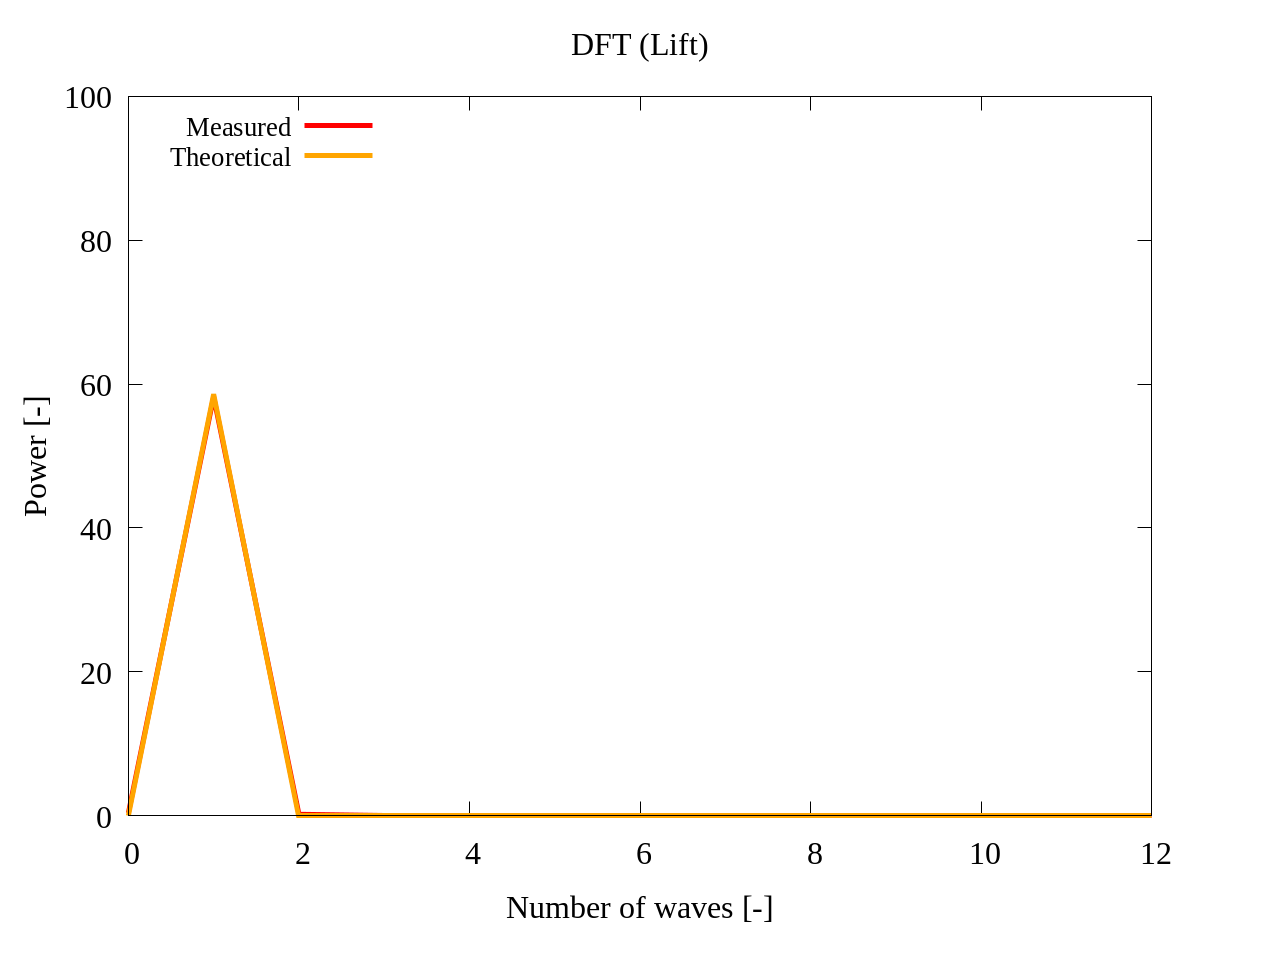 DFT (Lift)
100
Measured
Theoretical
80
60
40
20
0
Power [-]
0 2 4 6 8 10 12
Number of waves [-]